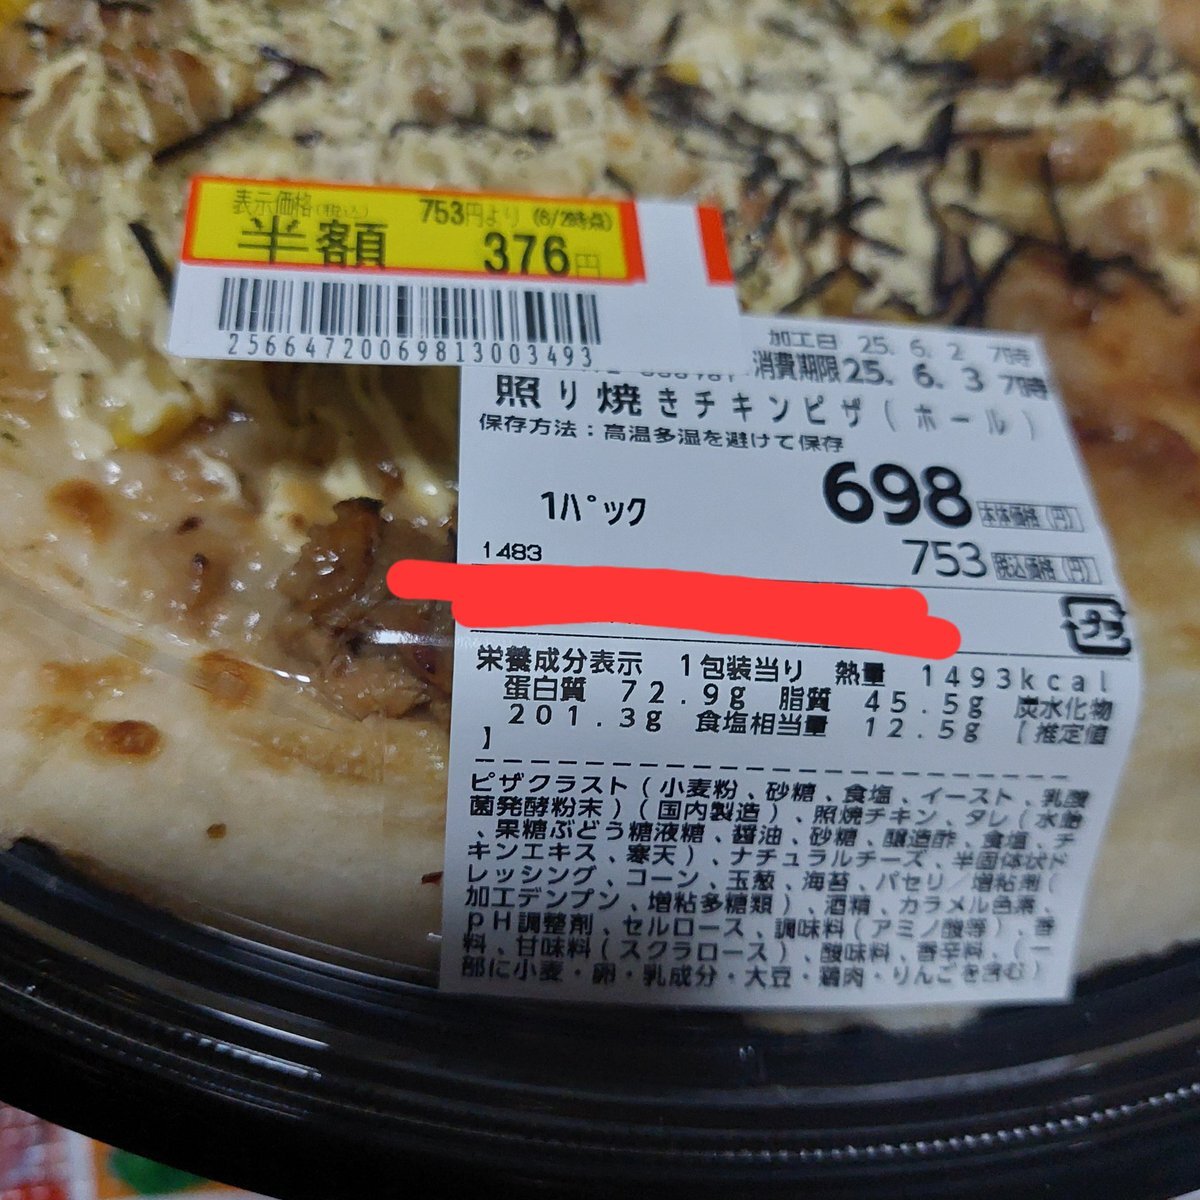 表示価格(税込) 753円より (6/2時点)
半額 376円
25664720069813003493
加工日 25. 6. 2 7時
消費期限 25. 6. 3 7時
照り焼きチキンピザ(ホール)
保存方法:高温多湿を避けて保存
1パック
698 本体価格(円)
1483
753 税込価格(円)
プラ
栄養成分表示 1包装当り 熱量 1493kcal
蛋白質 72.9g 脂質 45.5g 炭水化物
201.3g 食塩相当量 12.5g [推定値
]
ピザクラスト(小麦粉、砂糖、食塩、イースト、乳酸
菌発酵粉末)(国内製造)、照焼チキン、タレ(水飴
、果糖ぶどう糖液糖、醤油、砂糖、醸造酢、食塩、チ
キンエキス、寒天)、ナチュラルチーズ、半固体状ド
レッシング、コーン、玉葱、海苔、パセリ/増粘剤(
加工デンプン、増粘多糖類)、酒精、カラメル色素、
pH調整剤、セルロース、調味料(アミノ酸等)、香
料、甘味料(スクラロース)、酸味料、香辛料、(一
部に小麦・卵・乳成分・大豆・鶏肉・りんごを含む)